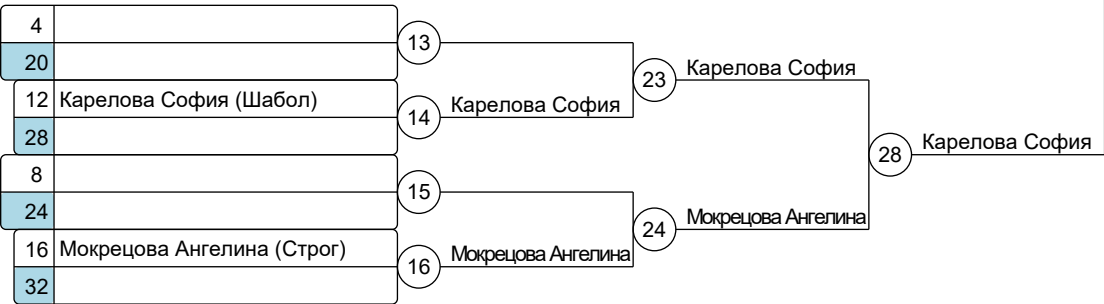 4
13
20
23 Карелова София
12 Карелова София (Шабол)
14 Карелова София
28
28 Карелова София
8
15
24
24 Мокрецова Ангелина
16 Мокрецова Ангелина (Строг)
16 Мокрецова Ангелина
32